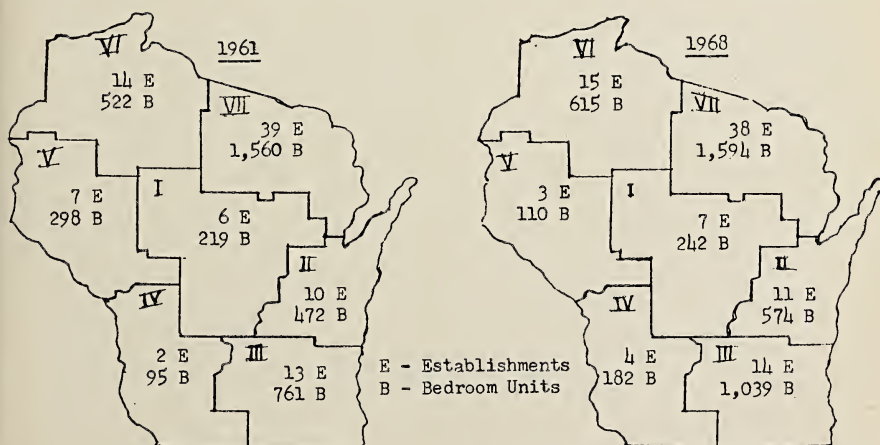 1961
VI
14 E
522 B
VII
39 E
1,560 B
V
7 E
298 B
I
6 E
219 B
II
10 E
472 B
IV
2 E
95 B
III
13 E
761 B
E - Establishments
B - Bedroom Units
1968
VI
15 E
615 B
VII
38 E
1,594 B
V
3 E
110 B
I
7 E
242 B
II
11 E
574 B
IV
4 E
182 B
III
14 E
1,039 B